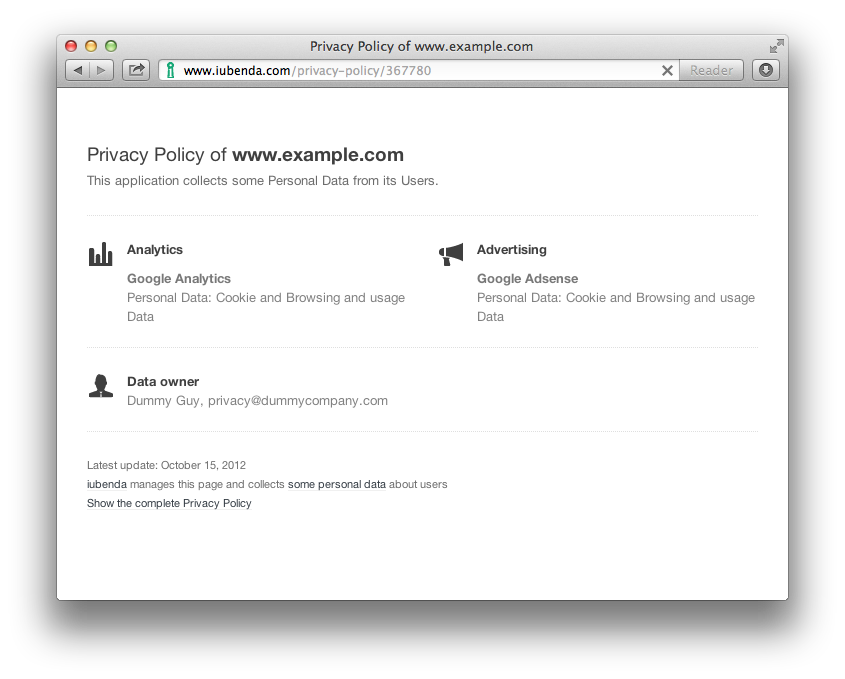 Privacy Policy of www.example.com
www.iubenda.com/privacy-policy/367780
Reader
Privacy Policy of www.example.com
This application collects some Personal Data from its Users.
Analytics
Google Analytics
Personal Data: Cookie and Browsing and usage
Data
Advertising
Google Adsense
Personal Data: Cookie and Browsing and usage
Data
Data owner
Dummy Guy, privacy@dummycompany.com
Latest update: October 15, 2012
iubenda manages this page and collects some personal data about users
Show the complete Privacy Policy